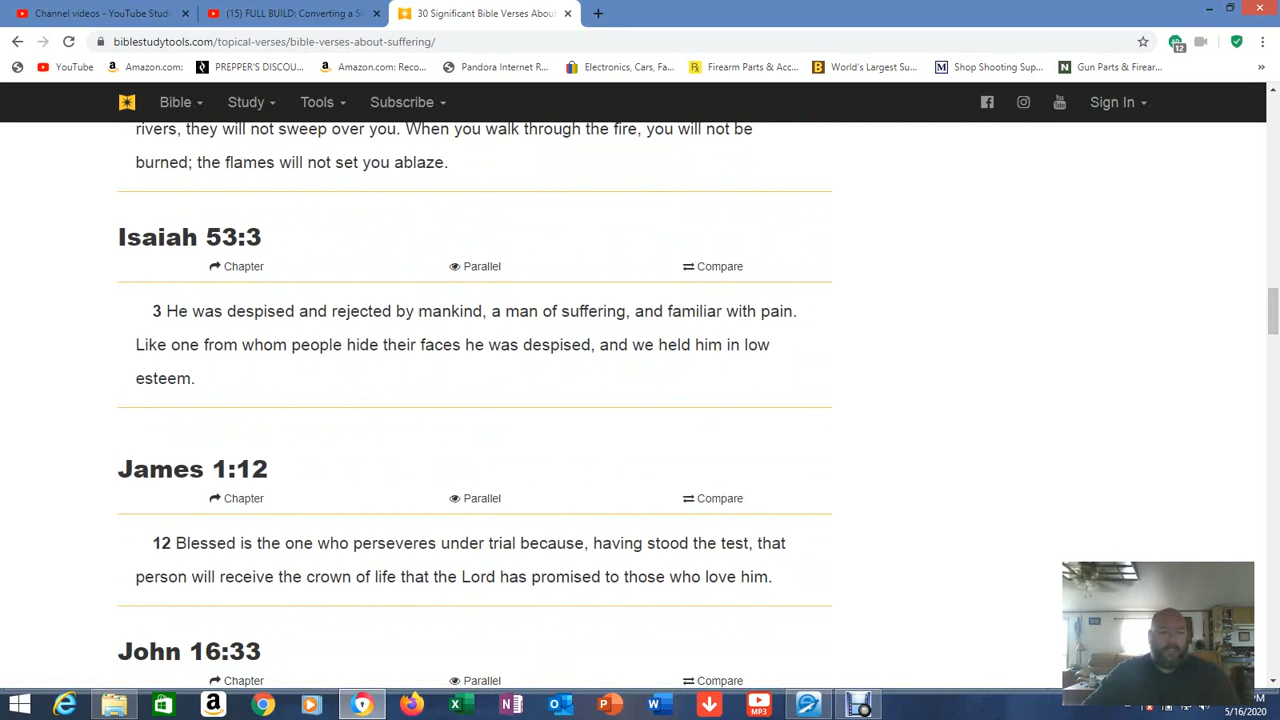 Channel videos - YouTube Studi
(15) FULL BUILD: Converting a S
30 Significant Bible Verses About
biblestudytools.com/topical-verses/bible-verses-about-suffering/
12
YouTube
Amazon.com:
PREPPER'S DISCOU...
Amazon.com: Reco...
Pandora Internet R...
Electronics, Cars, Fa...
Firearm Parts & Acc...
World's Largest Su...
Shop Shooting Sup...
Gun Parts & Firear...
Bible
Study
Tools
Subscribe
Sign In
rivers, they will not sweep over you. When you walk through the fire, you will not be
burned; the flames will not set you ablaze.
Isaiah 53:3
Chapter
Parallel
Compare
3 He was despised and rejected by mankind, a man of suffering, and familiar with pain.
Like one from whom people hide their faces he was despised, and we held him in low
esteem.
James 1:12
Chapter
Parallel
Compare
12 Blessed is the one who perseveres under trial because, having stood the test, that
person will receive the crown of life that the Lord has promised to those who love him.
John 16:33
Chapter
Parallel
Compare
MP3
5/16/2020